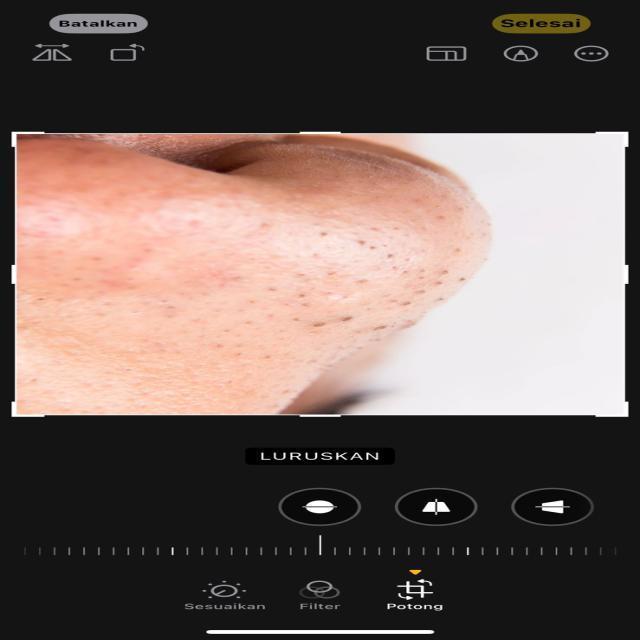 Batalkan
Selesai
LURUSKAN
Sesuaikan
Filter
Potong